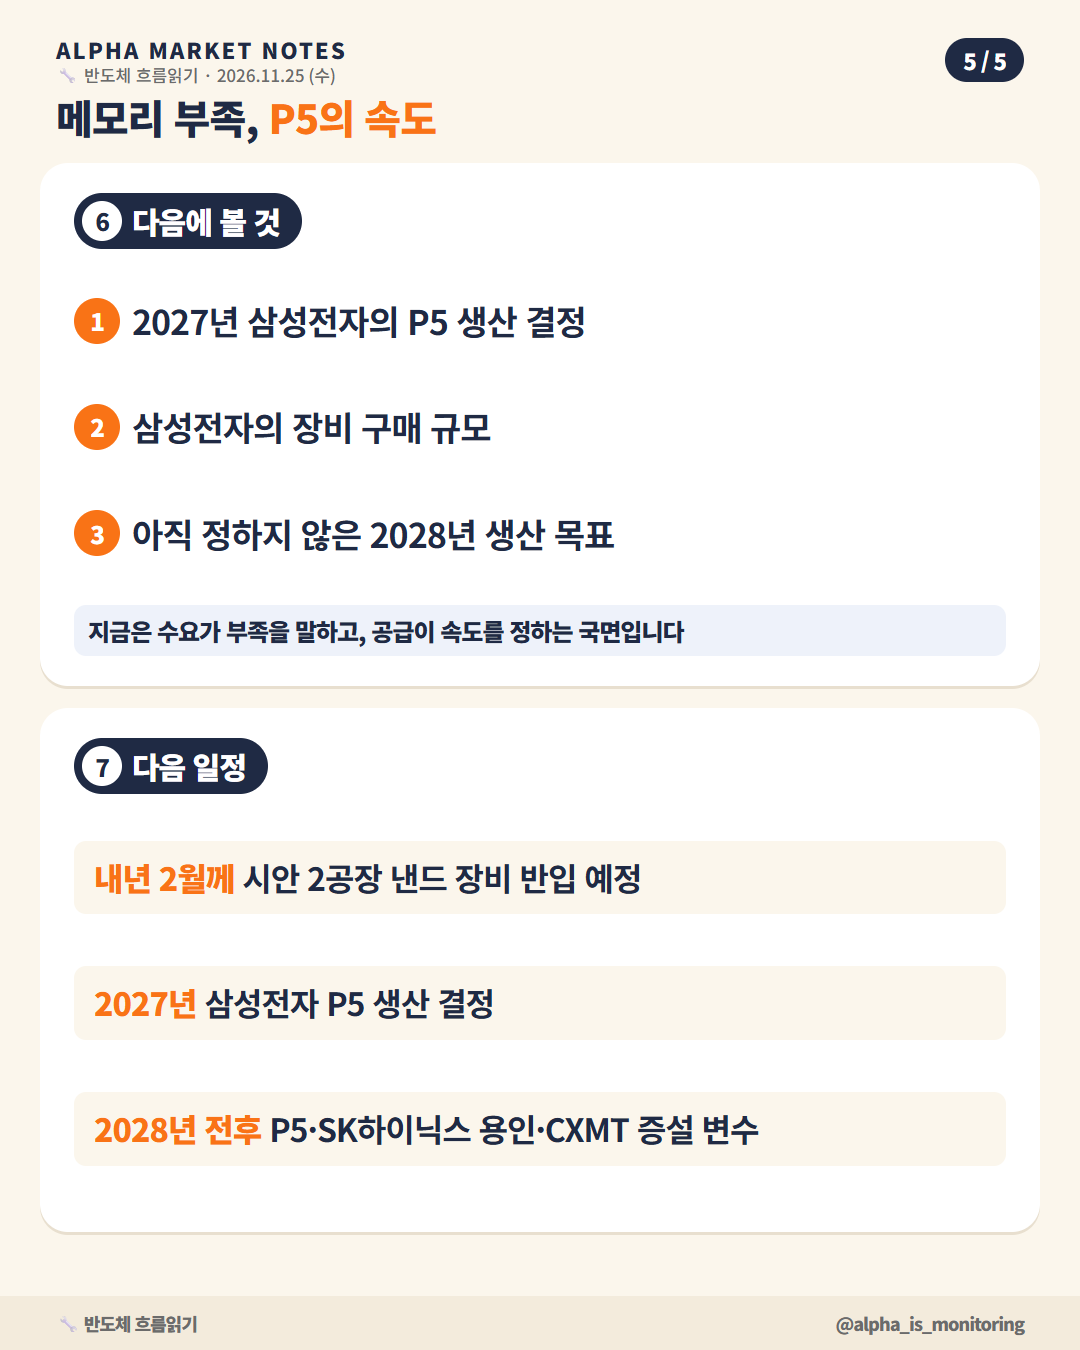 ALPHA MARKET NOTES
반도체 흐름읽기 · 2026.11.25 (수)
5 / 5
메모리 부족, P5의 속도
6 다음에 볼 것
1 2027년 삼성전자의 P5 생산 결정
2 삼성전자의 장비 구매 규모
3 아직 정하지 않은 2028년 생산 목표
지금은 수요가 부족을 말하고, 공급이 속도를 정하는 국면입니다
7 다음 일정
내년 2월께 시안 2공장 낸드 장비 반입 예정
2027년 삼성전자 P5 생산 결정
2028년 전후 P5·SK하이닉스 용인·CXMT 증설 변수
반도체 흐름읽기
@alpha_is_monitoring